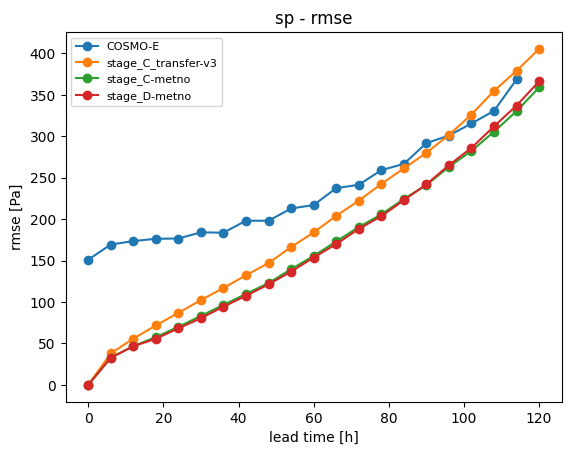 sp - rmse
COSMO-E
stage_C_transfer-v3
stage_C-metno
stage_D-metno
400
350
300
250
200
150
100
50
0
rmse [Pa]
0 20 40 60 80 100 120
lead time [h]